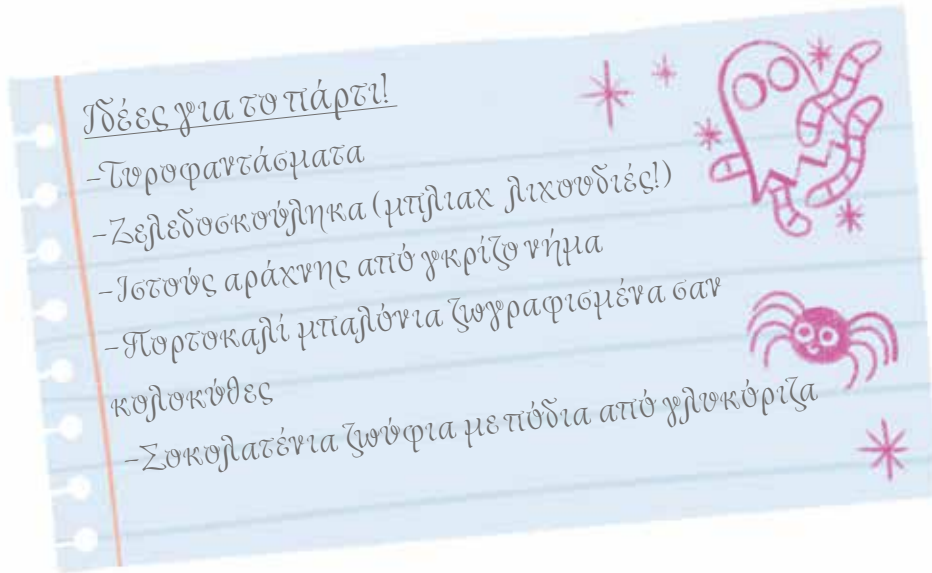 Ιδέες για το πάρτι!
-Τυροφαντάσματα
-Ζελεδοσκούληκα (μπλιαχ λιχουδιές!)
-Ιστούς αράχνης από γκρίζο νήμα
-Πορτοκαλί μπαλόνια ζωγραφισμένα σαν
κολοκύθες
-Σοκολατένια ζωύφια με πόδια από γλυκόριζα